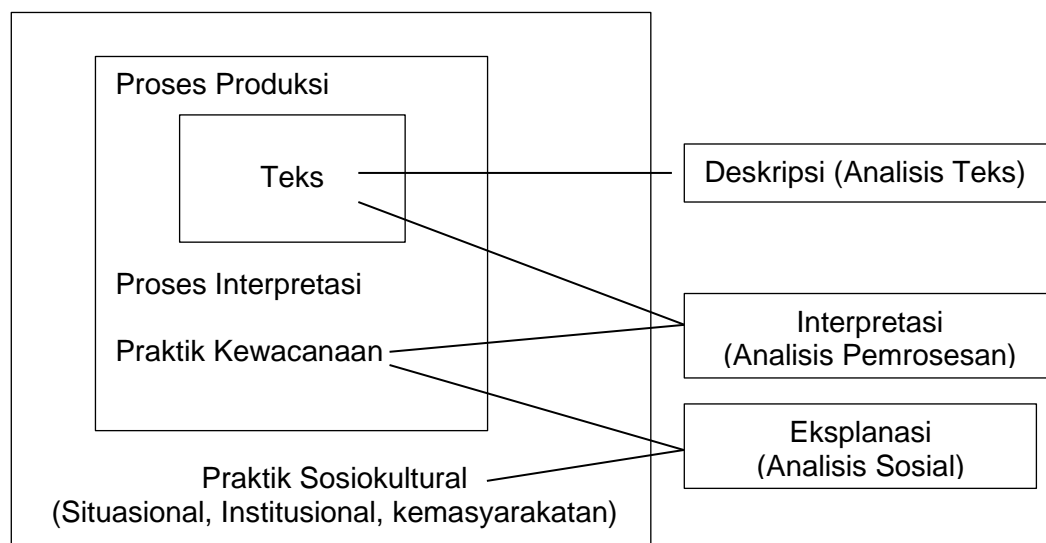 Proses Produksi
Teks
Deskripsi (Analisis Teks)
Proses Interpretasi
Praktik Kewacanaan
Interpretasi
(Analisis Pemrosesan)
Eksplanasi
(Analisis Sosial)
Praktik Sosiokultural
(Situasional, Institusional, kemasyarakatan)